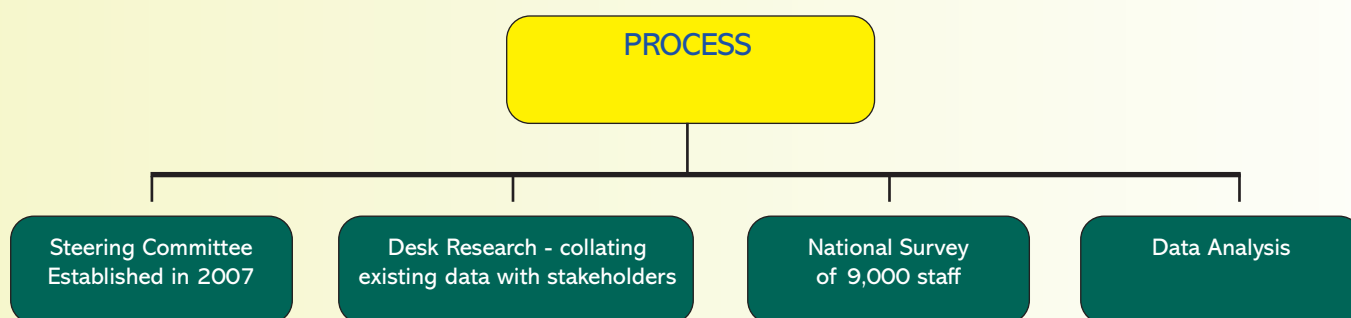 PROCESS
Steering Committee
Established in 2007
Desk Research - collating
existing data with stakeholders
National Survey
of 9,000 staff
Data Analysis